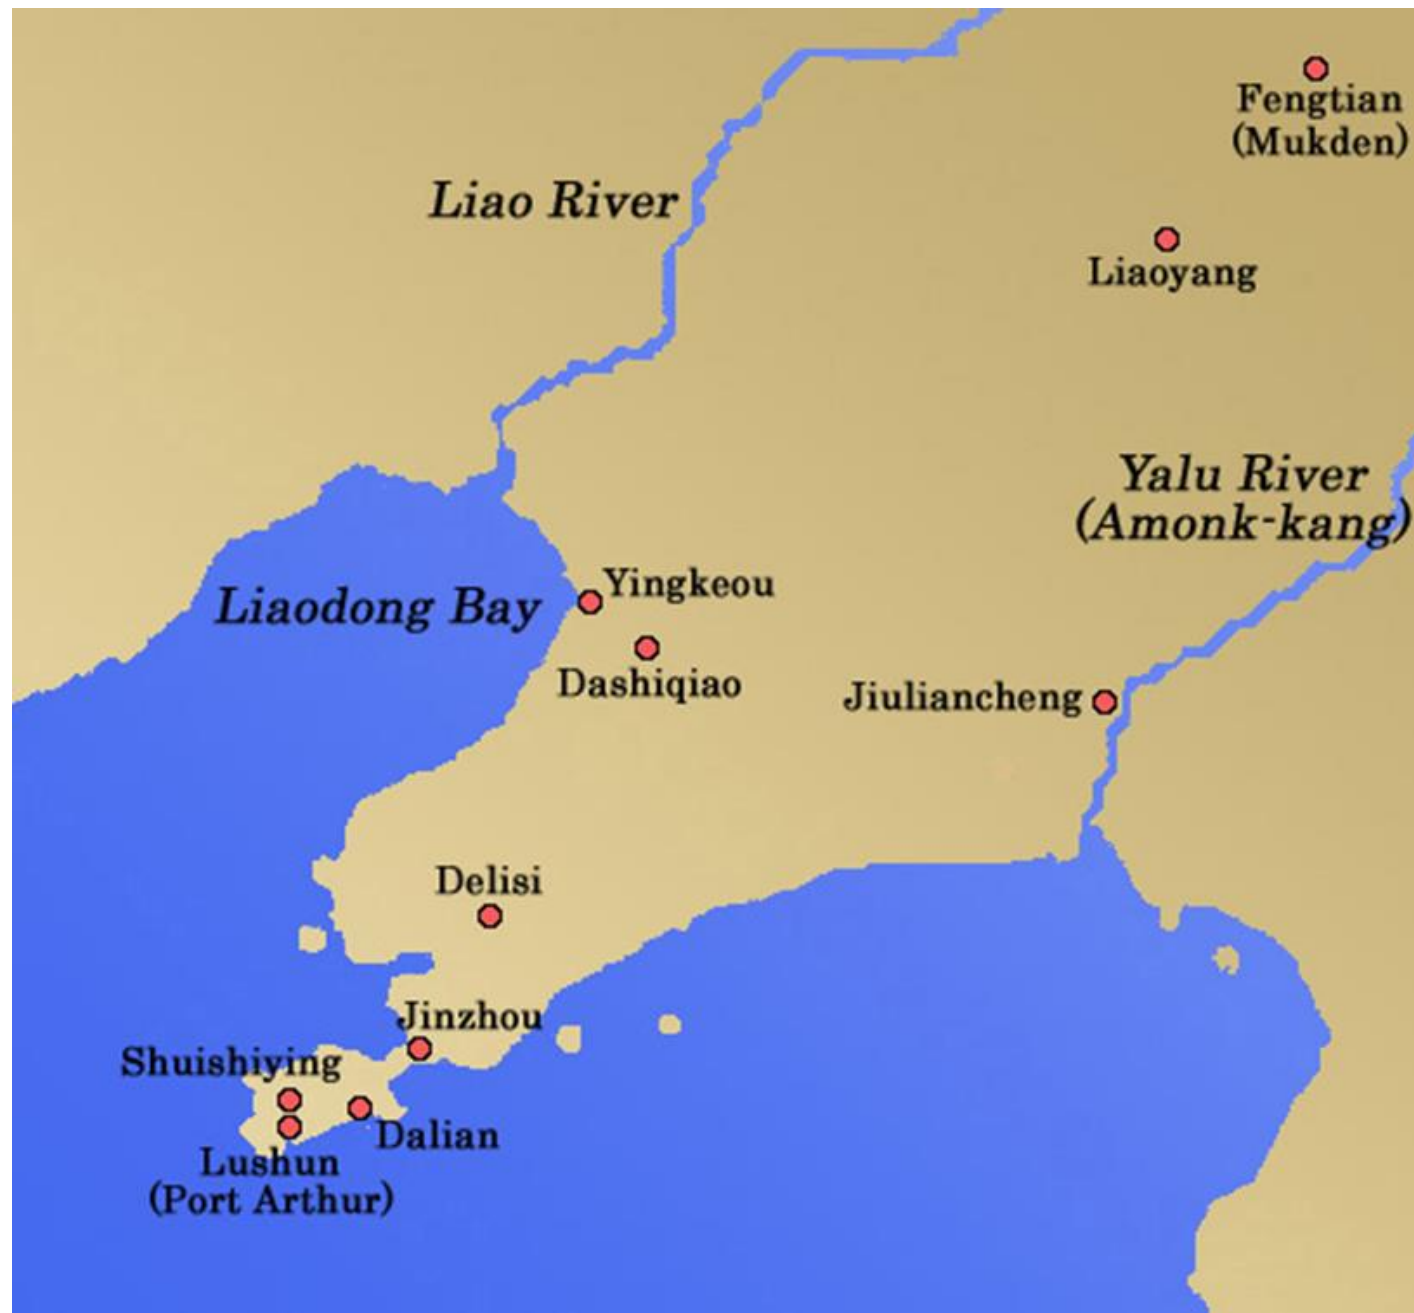 Fengtian
(Mukden)
Liao River
Liaoyang
Yalu River
(Amonk-kang)
Yingkeou
Liaodong Bay
Dashiqiao
Jiuliancheng
Delisi
Jinzhou
Shuishiying
Dalian
Lushun
(Port Arthur)